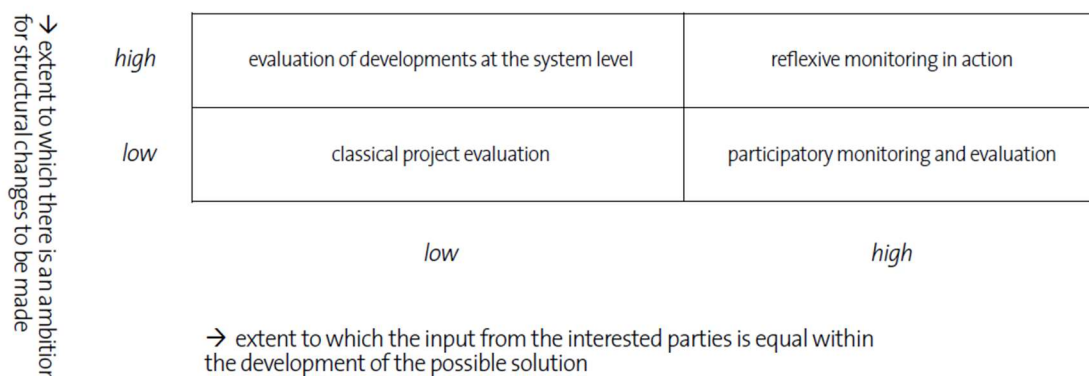 → extent to which there is an ambition
for structural changes to be made
high
evaluation of developments at the system level
reflexive monitoring in action
low
classical project evaluation
participatory monitoring and evaluation
low
high
→ extent to which the input from the interested parties is equal within
the development of the possible solution